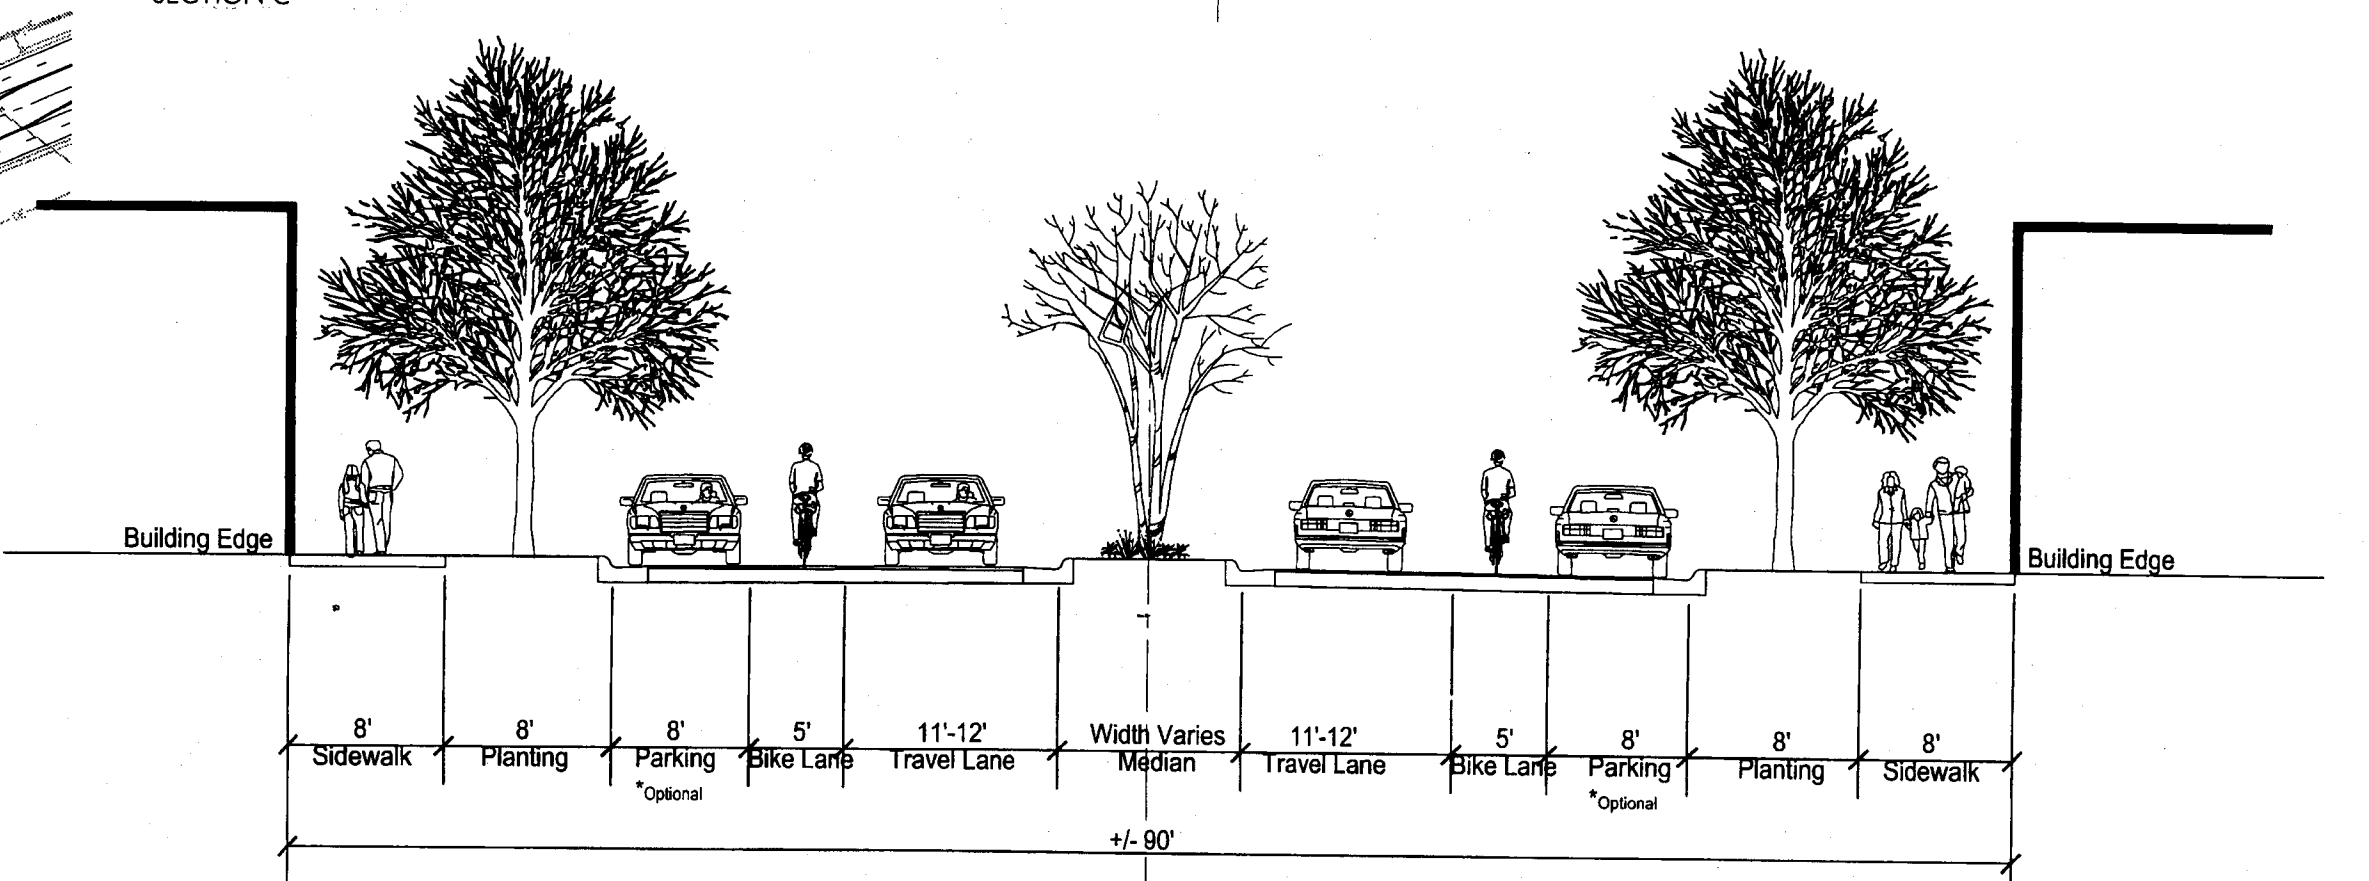 SECTION C
Building Edge
Building Edge
8' 8' 8' 5' 11'-12' Width Varies 11'-12' 5' 8' 8' 8'
Sidewalk Planting Parking Bike Lane Travel Lane Median Travel Lane Bike Lane Parking Planting Sidewalk
*Optional *Optional
+/- 90'